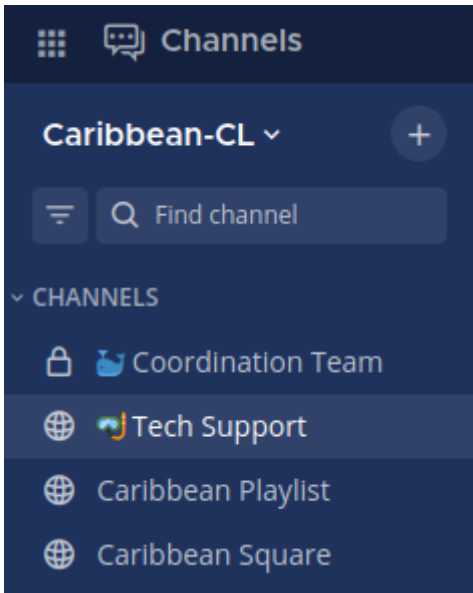 Channels
Caribbean-CL
Find channel
CHANNELS
Coordination Team
Tech Support
Caribbean Playlist
Caribbean Square